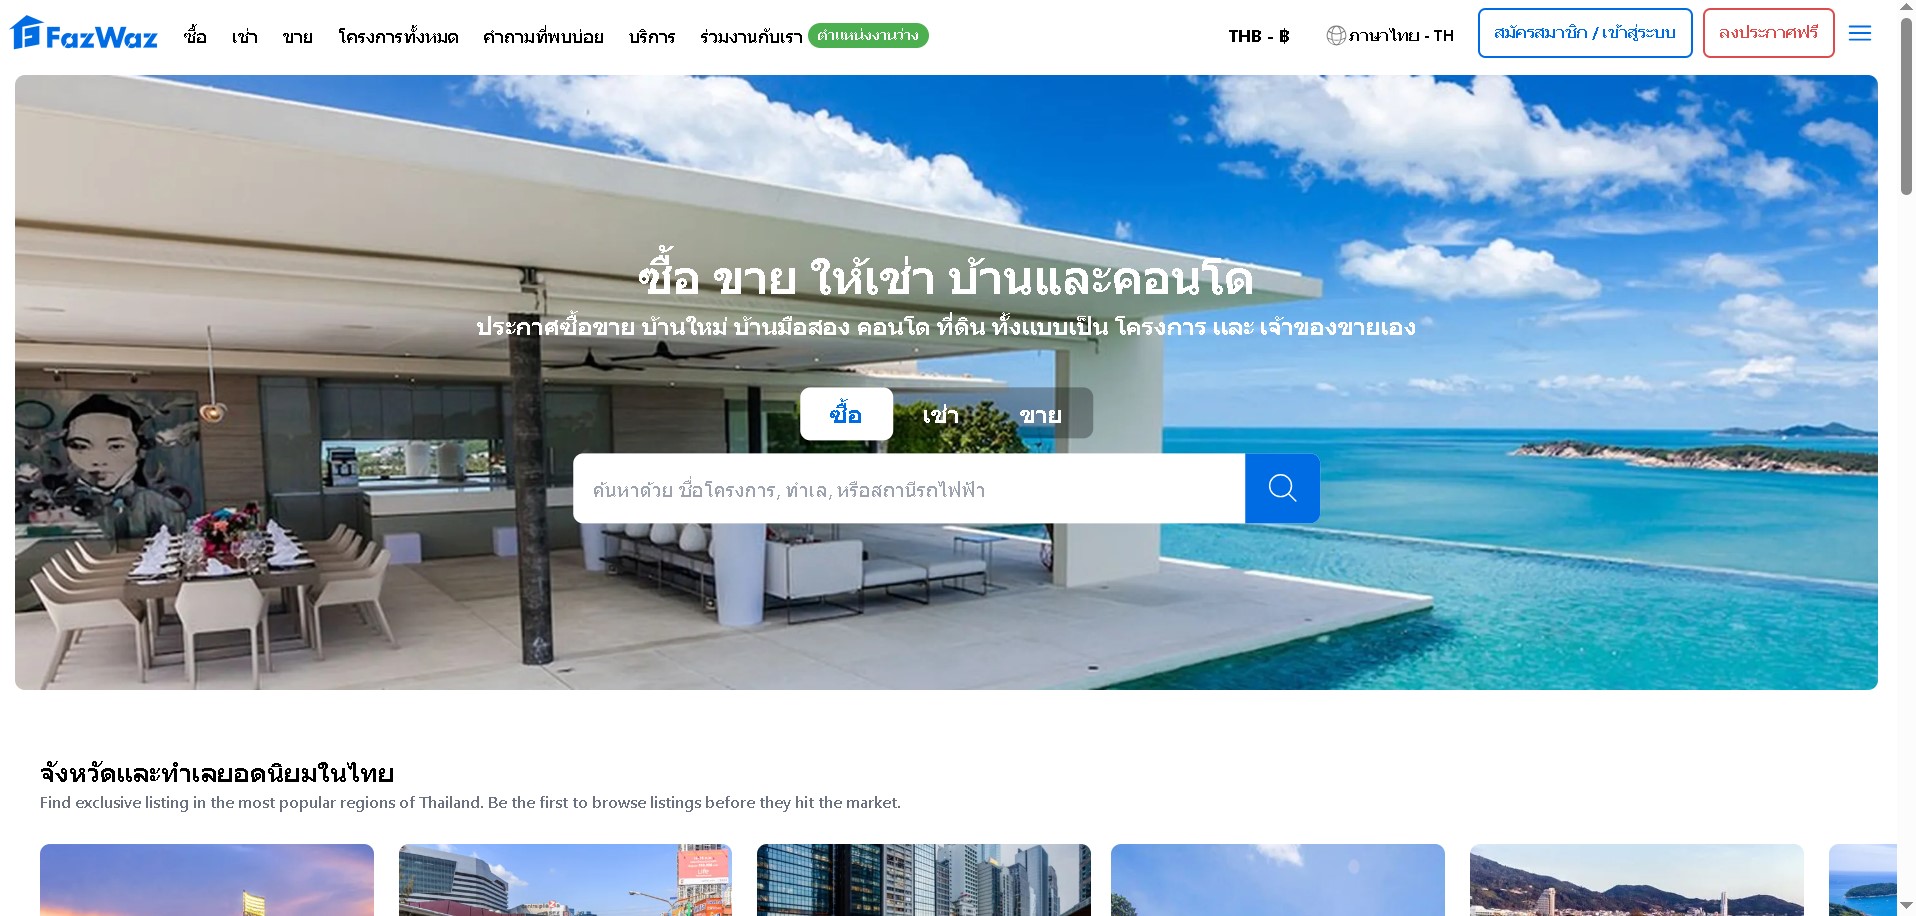 FazWaz
ซื้อ เช่า ขาย โครงการทั้งหมด คำถามที่พบบ่อย บริการ ร่วมงานกับเรา ตำแหน่งงานว่าง THB - ฿ ภาษาไทย - TH สมัครสมาชิก / เข้าสู่ระบบ ลงประกาศฟรี
ซื้อ ขาย ให้เช่า บ้านและคอนโด
ประกาศซื้อขาย บ้านใหม่ บ้านมือสอง คอนโด ที่ดิน ทั้งแบบเป็น โครงการ และ เจ้าของขายเอง
ซื้อ เช่า ขาย
ค้นหาด้วย ชื่อโครงการ, ทำเล, หรือสถานีรถไฟฟ้า
จังหวัดและทำเลยอดนิยมในไทย
Find exclusive listing in the most popular regions of Thailand. Be the first to browse listings before they hit the market.